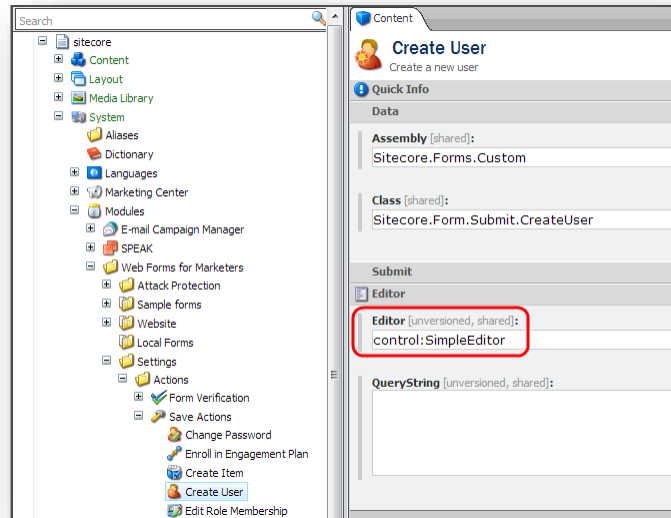 Search
sitecore
Content
Layout
Media Library
System
Aliases
Dictionary
Languages
Marketing Center
Modules
E-mail Campaign Manager
SPEAK
Web Forms for Marketers
Attack Protection
Sample forms
Website
Local Forms
Settings
Actions
Form Verification
Save Actions
Change Password
Enroll in Engagement Plan
Create Item
Create User
Edit Role Membership
Content
Create User
Create a new user
Quick Info
Data
Assembly [shared]:
Sitecore.Forms.Custom
Class [shared]:
Sitecore.Form.Submit.CreateUser
Submit
Editor
Editor [unversioned, shared]:
control:SimpleEditor
QueryString [unversioned, shared]: